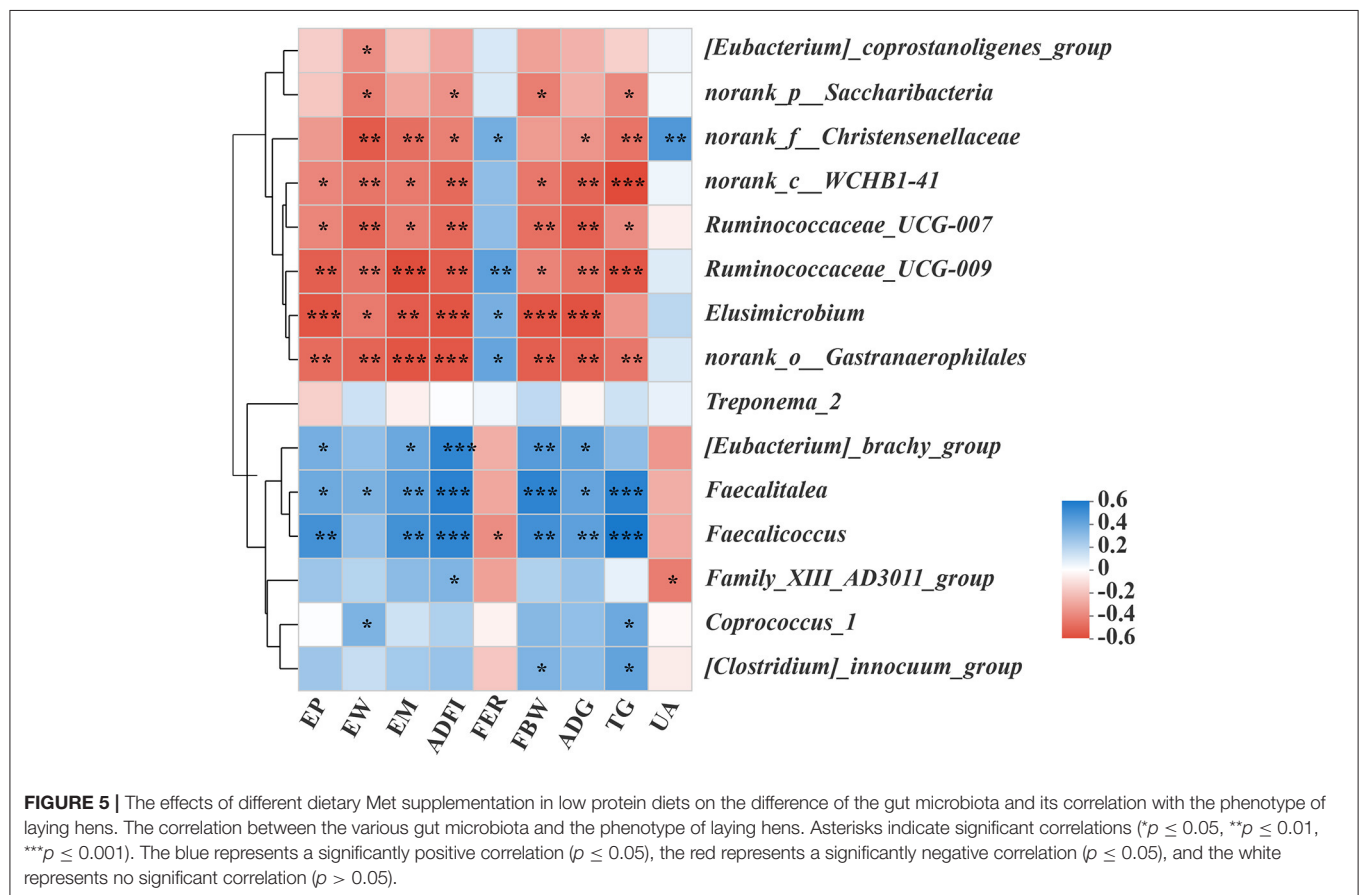 * [Eubacterium]_coprostanoligenes_group
* * * * norank_p__Saccharibacteria
** ** * * * ** ** norank_f__Christensenellaceae
* ** * ** * ** *** norank_c__WCHB1-41
* ** * ** ** ** * Ruminococcaceae_UCG-007
** ** *** ** ** * ** *** Ruminococcaceae_UCG-009
*** * ** *** * *** *** Elusimicrobium
** ** *** *** * ** ** ** norank_o__Gastranaerophilales
Treponema_2
* * *** ** * [Eubacterium]_brachy_group
* * ** *** *** * *** Faecalitalea
** ** *** * ** ** *** Faecalicoccus
* * Family_XIII_AD3011_group
* * Coprococcus_1
* * [Clostridium]_innocuum_group
EP EW EM ADFI FER FBW ADG TG UA
0.6
0.4
0.2
0
-0.2
-0.4
-0.6
FIGURE 5 | The effects of different dietary Met supplementation in low protein diets on the difference of the gut microbiota and its correlation with the phenotype of
laying hens. The correlation between the various gut microbiota and the phenotype of laying hens. Asterisks indicate significant correlations (*p ≤ 0.05, **p ≤ 0.01,
***p ≤ 0.001). The blue represents a significantly positive correlation (p ≤ 0.05), the red represents a significantly negative correlation (p ≤ 0.05), and the white
represents no significant correlation (p > 0.05).